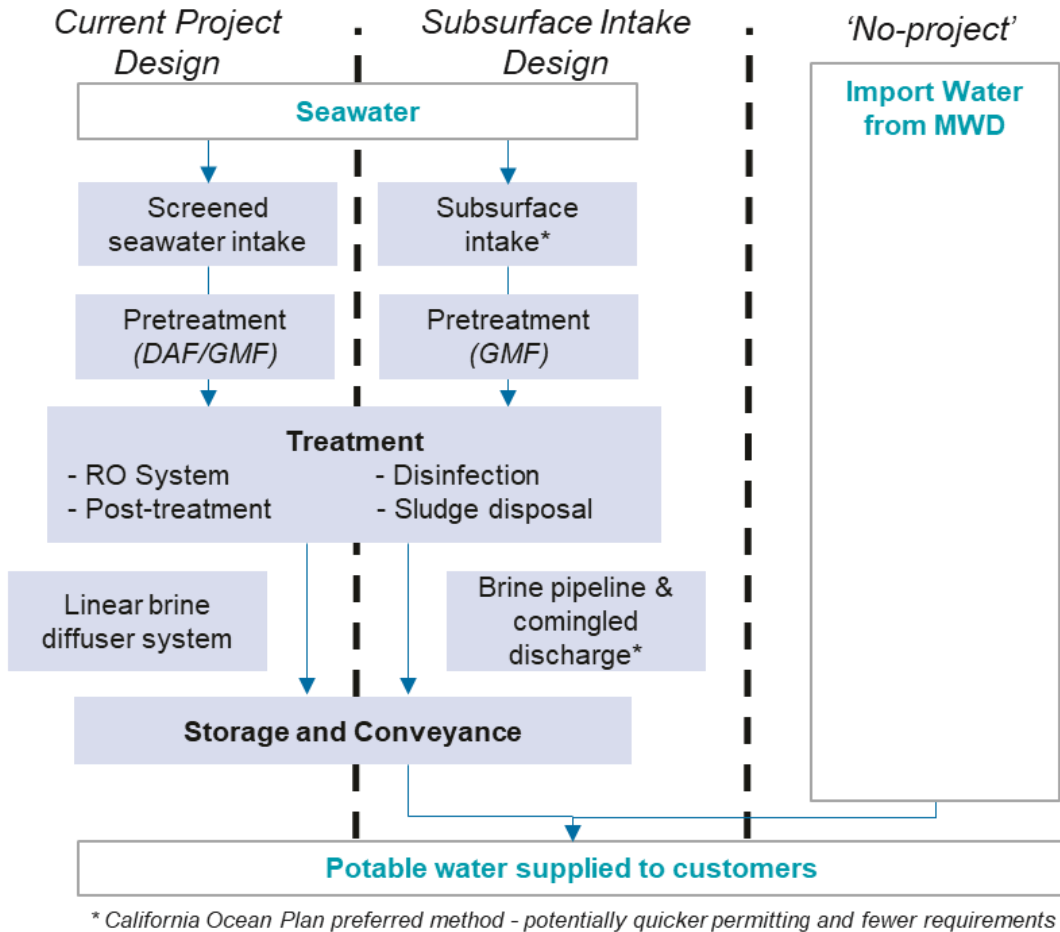 Current Project
Design
Subsurface Intake
Design
'No-project'
Seawater
Import Water
from MWD
Screened
seawater intake
Subsurface
intake*
Pretreatment
(DAF/GMF)
Pretreatment
(GMF)
Treatment
- RO System
- Post-treatment
- Disinfection
- Sludge disposal
Linear brine
diffuser system
Brine pipeline &
comingled
discharge*
Storage and Conveyance
Potable water supplied to customers
* California Ocean Plan preferred method - potentially quicker permitting and fewer requirements